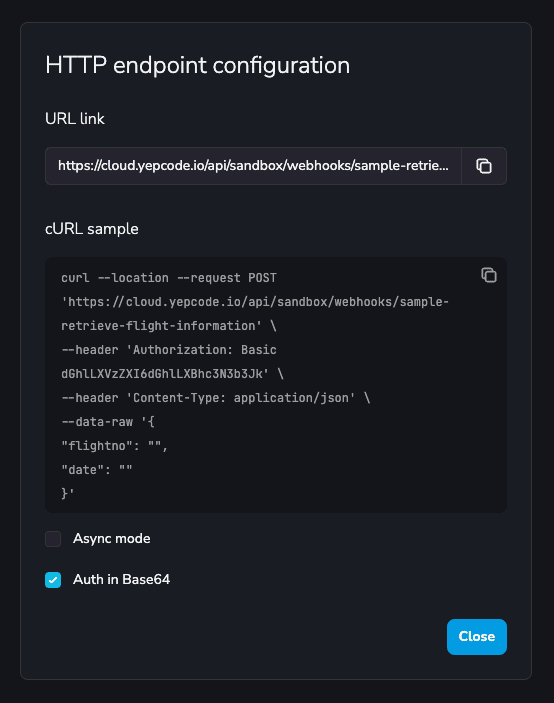 HTTP endpoint configuration
URL link
https://cloud.yepcode.io/api/sandbox/webhooks/sample-retrie...
cURL sample
curl --location --request POST
'https://cloud.yepcode.io/api/sandbox/webhooks/sample-
retrieve-flight-information' \
--header 'Authorization: Basic
dGhlLXVzZXI6dGhlLXBhc3N3b3Jk' \
--header 'Content-Type: application/json' \
--data-raw '{
"flightno": "",
"date": ""
}'
Async mode
Auth in Base64
Close